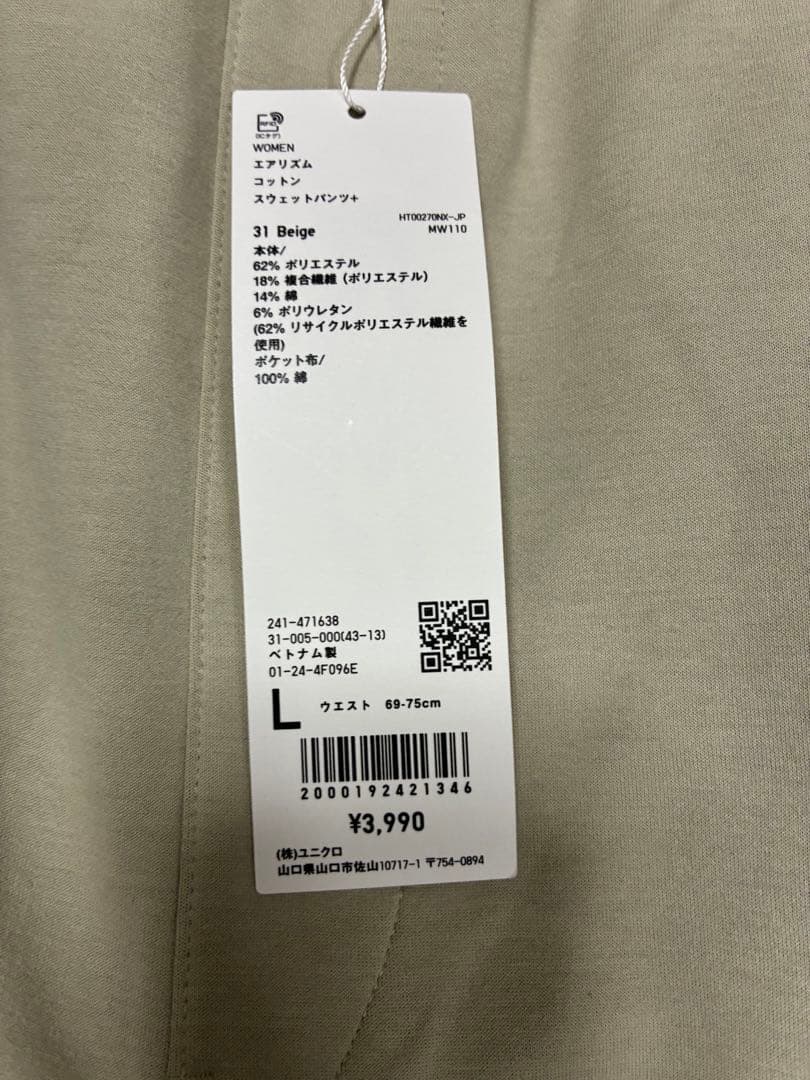 RFID
(ICタグ)
WOMEN
エアリズム
コットン
スウェットパンツ+
HT00270NX-JP
31 Beige
MW110
本体/
62% ポリエステル
18% 複合繊維 (ポリエステル)
14% 綿
6% ポリウレタン
(62% リサイクルポリエステル繊維を
使用)
ポケット布/
100% 綿
241-471638
31-005-000(43-13)
ベトナム製
01-24-4F096E
L ウエスト 69-75cm
2000192421346
¥3,990
(株)ユニクロ
山口県山口市佐山10717-1 〒754-0894